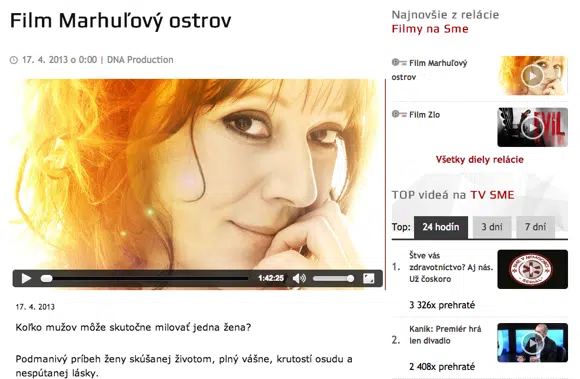 Film Marhuľový ostrov
17. 4. 2013 o 0:00 | DNA Production
1:42:25
17. 4. 2013
Koľko mužov môže skutočne milovať jedna žena?
Podmanivý príbeh ženy skúšanej životom, plný vášne, krutostí osudu a
nespútanej lásky.
Najnovšie z relácie
Filmy na Sme
Film Marhuľový
ostrov
Film Zlo
EVIL
Všetky diely relácie
TOP videá na TV SME
Top: 24 hodín 3 dni 7 dní
1. Štve vás
zdravotníctvo? Aj nás.
Už čoskoro
3 326x prehraté
2. Kanik: Premiér hrá
len divadlo
2 408x prehraté